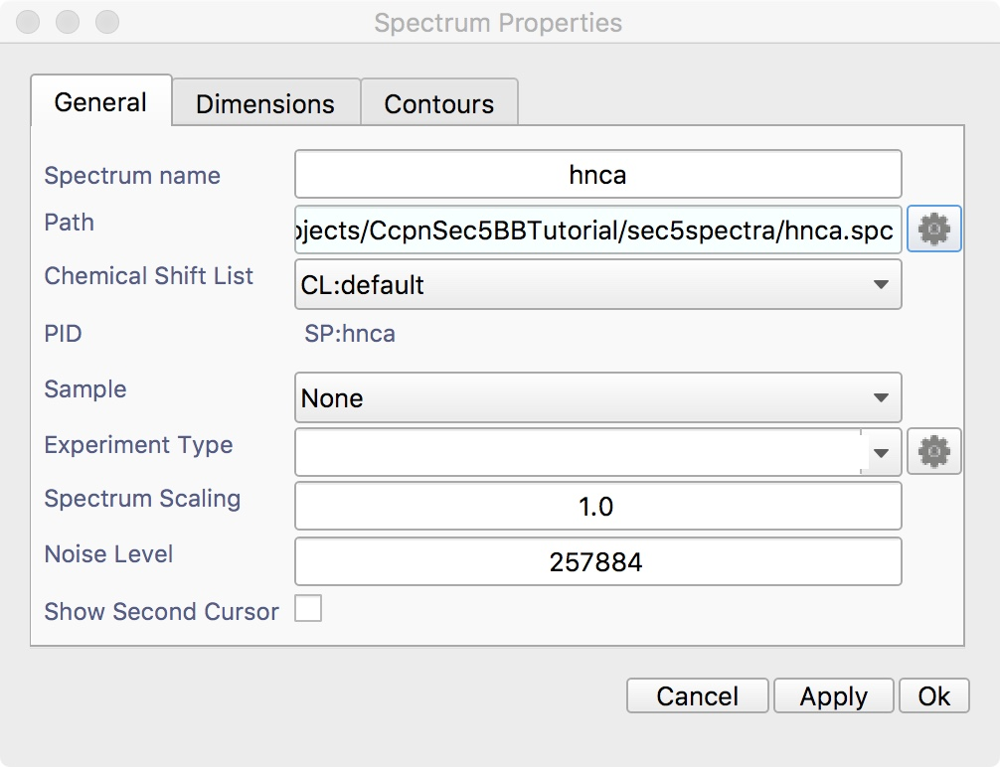 Spectrum Properties
General Dimensions Contours
Spectrum name hnca
Path ojects/CcpnSec5BBTutorial/sec5spectra/hnca.spc
Chemical Shift List CL:default
PID SP:hnca
Sample None
Experiment Type
Spectrum Scaling 1.0
Noise Level 257884
Show Second Cursor
Cancel Apply Ok